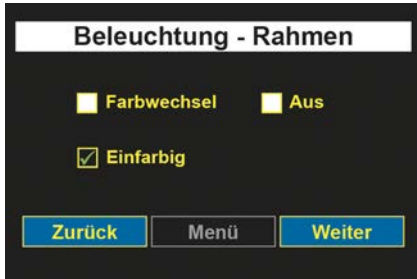 Beleuchtung - Rahmen
Farbwechsel Aus
Einfarbig
Zurück Menü Weiter